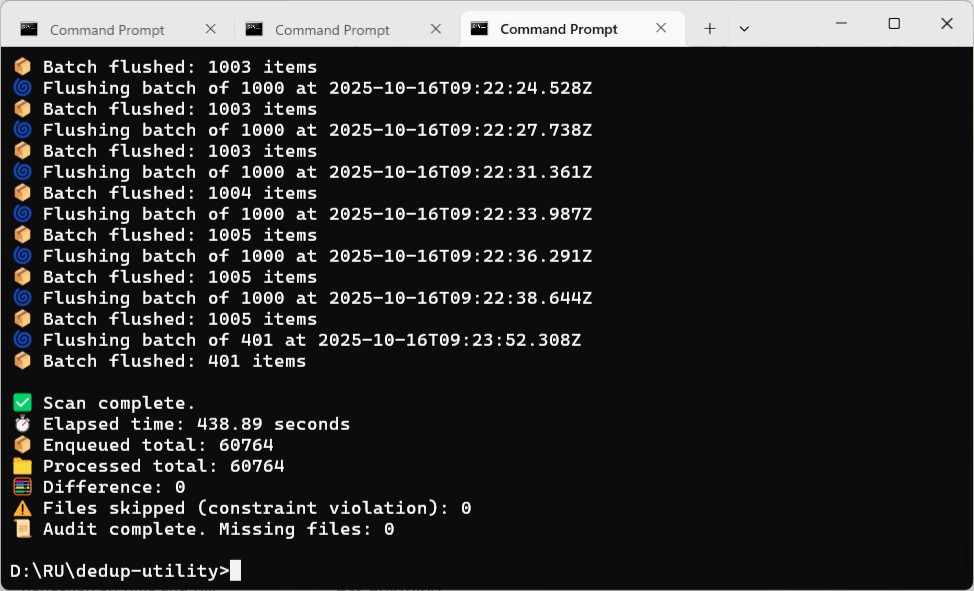 Command Prompt
Command Prompt
Command Prompt
📦 Batch flushed: 1003 items
🌀 Flushing batch of 1000 at 2025-10-16T09:22:24.528Z
📦 Batch flushed: 1003 items
🌀 Flushing batch of 1000 at 2025-10-16T09:22:27.738Z
📦 Batch flushed: 1003 items
🌀 Flushing batch of 1000 at 2025-10-16T09:22:31.361Z
📦 Batch flushed: 1004 items
🌀 Flushing batch of 1000 at 2025-10-16T09:22:33.987Z
📦 Batch flushed: 1005 items
🌀 Flushing batch of 1000 at 2025-10-16T09:22:36.291Z
📦 Batch flushed: 1005 items
🌀 Flushing batch of 1000 at 2025-10-16T09:22:38.644Z
📦 Batch flushed: 1005 items
🌀 Flushing batch of 401 at 2025-10-16T09:23:52.308Z
📦 Batch flushed: 401 items
✅ Scan complete.
⏱️ Elapsed time: 438.89 seconds
📦 Enqueued total: 60764
📁 Processed total: 60764
🧮 Difference: 0
⚠️ Files skipped (constraint violation): 0
📜 Audit complete. Missing files: 0
D:\RU\dedup-utility>